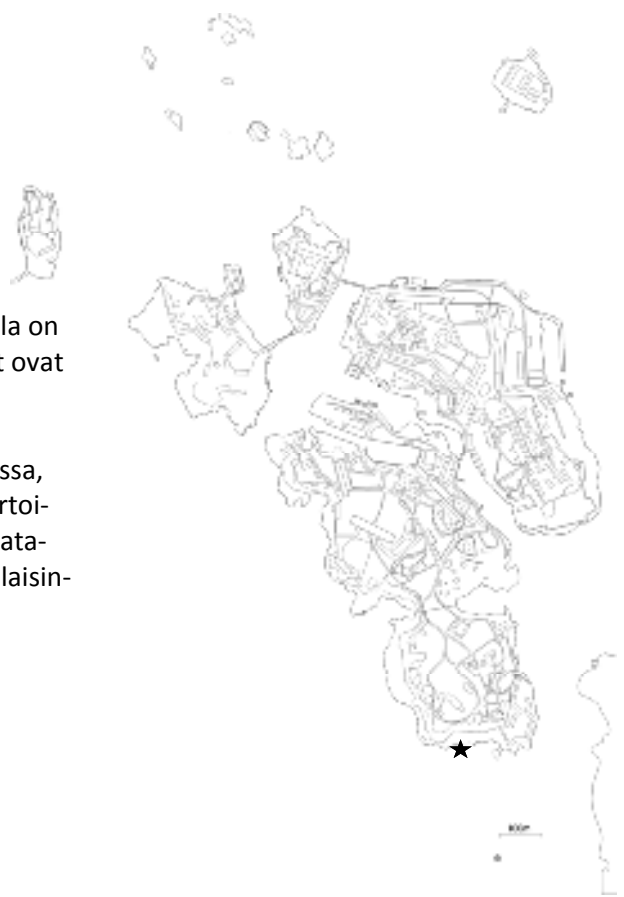 la on
t ovat
ssa,
rtoi-
ata-
laisin-